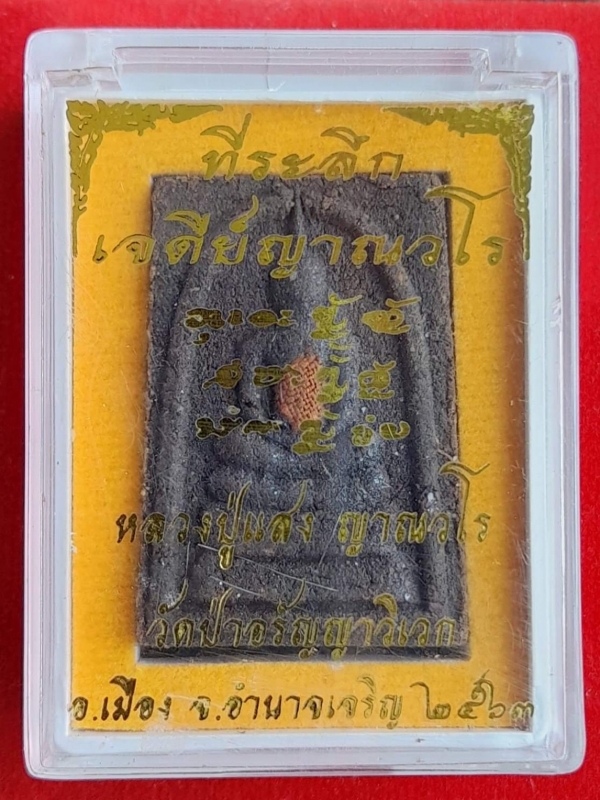 ที่ระลึก
เจดีย์ญาณวโร
หลวงปู่แสง ญาณวโร
วัดป่าอรัญญาวิเวก
อ.เมือง จ.อำนาจเจริญ ๒๕๖๓